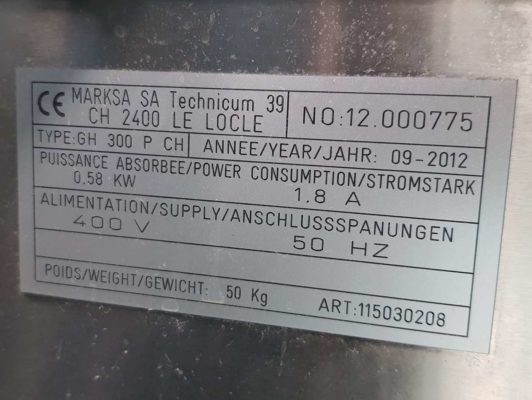 CE MARKSA SA Technicum 39
CH 2400 LE LOCLE
NO:12.000775
TYPE:GH 300 P CH
ANNEE/YEAR/JAHR: 09-2012
PUISSANCE ABSORBEE/POWER CONSUMPTION/STROMSTARK
0.58 KW 1.8 A
ALIMENTATION/SUPPLY/ANSCHLUSSSPANUNGEN
400 V 50 HZ
POIDS/WEIGHT/GEWICHT: 50 Kg ART:115030208